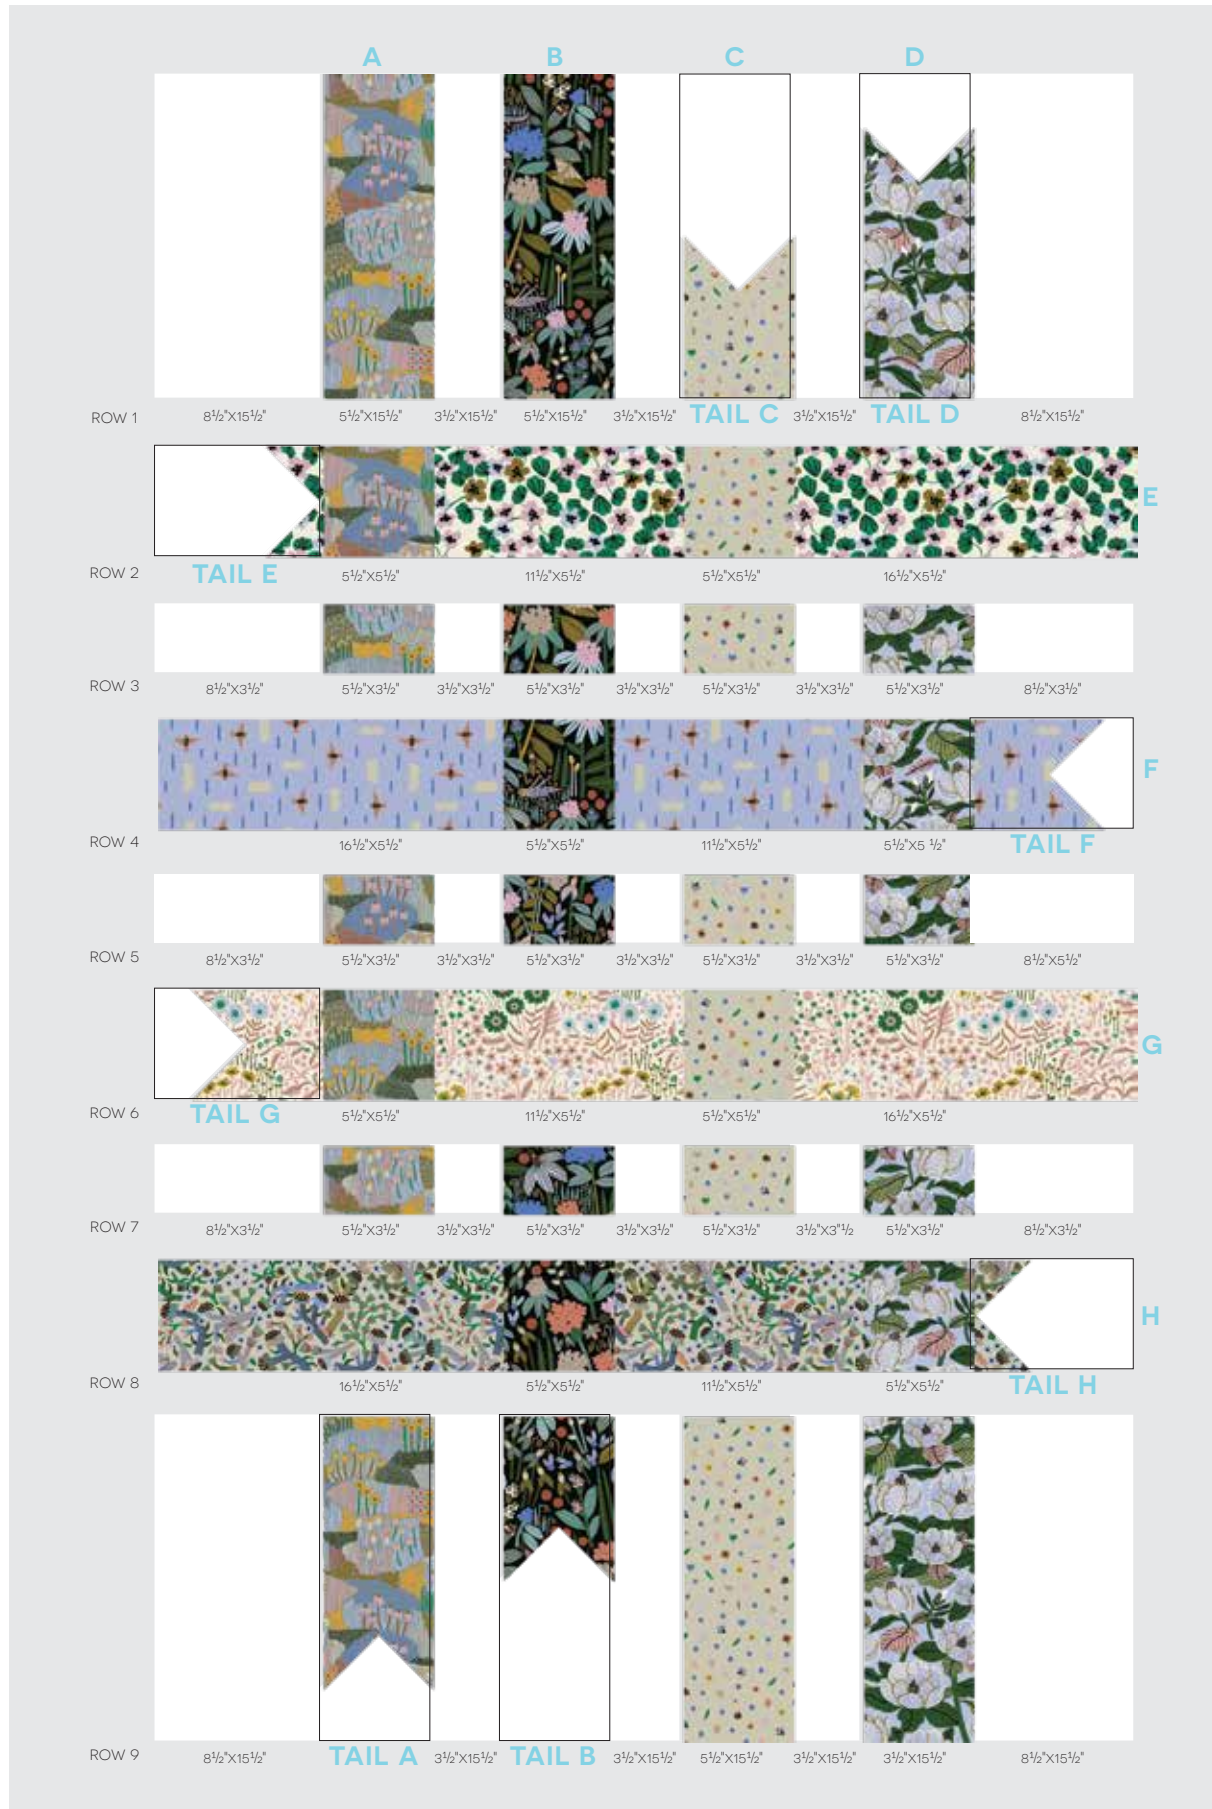 A B C D
ROW 1 8½"X15½" 5½"X15½" 3½"X15½" 5½"X15½" 3½"X15½" TAIL C 3½"X15½" TAIL D 8½"X15½"
E
ROW 2 TAIL E 5½"X5½" 11½"X5½" 5½"X5½" 16½"X5½"
ROW 3 8½"X3½" 5½"X3½" 3½"X3½" 5½"X3½" 3½"X3½" 5½"X3½" 3½"X3½" 5½"X3½" 8½"X3½"
F
ROW 4 16½"X5½" 5½"X5½" 11½"X5½" 5½"X5 ½" TAIL F
ROW 5 8½"X3½" 5½"X3½" 3½"X3½" 5½"X3½" 3½"X3½" 5½"X3½" 3½"X3½" 5½"X3½" 8½"X5½"
G
ROW 6 TAIL G 5½"X5½" 11½"X5½" 5½"X5½" 16½"X5½"
ROW 7 8½"X3½" 5½"X3½" 3½"X3½" 5½"X3½" 3½"X3½" 5½"X3½" 3½"X3"½ 5½"X3½" 8½"X3½"
H
ROW 8 16½"X5½" 5½"X5½" 11½"X5½" 5½"X5½" TAIL H
ROW 9 8½"X15½" TAIL A 3½"X15½" TAIL B 3½"X15½" 5½"X15½" 3½"X15½" 3½"X15½" 8½"X15½"